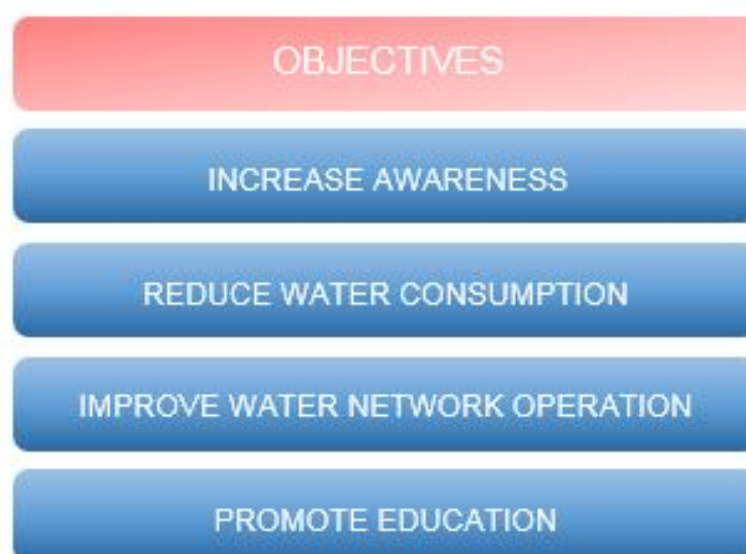 OBJECTIVES
INCREASE AWARENESS
REDUCE WATER CONSUMPTION
IMPROVE WATER NETWORK OPERATION
PROMOTE EDUCATION